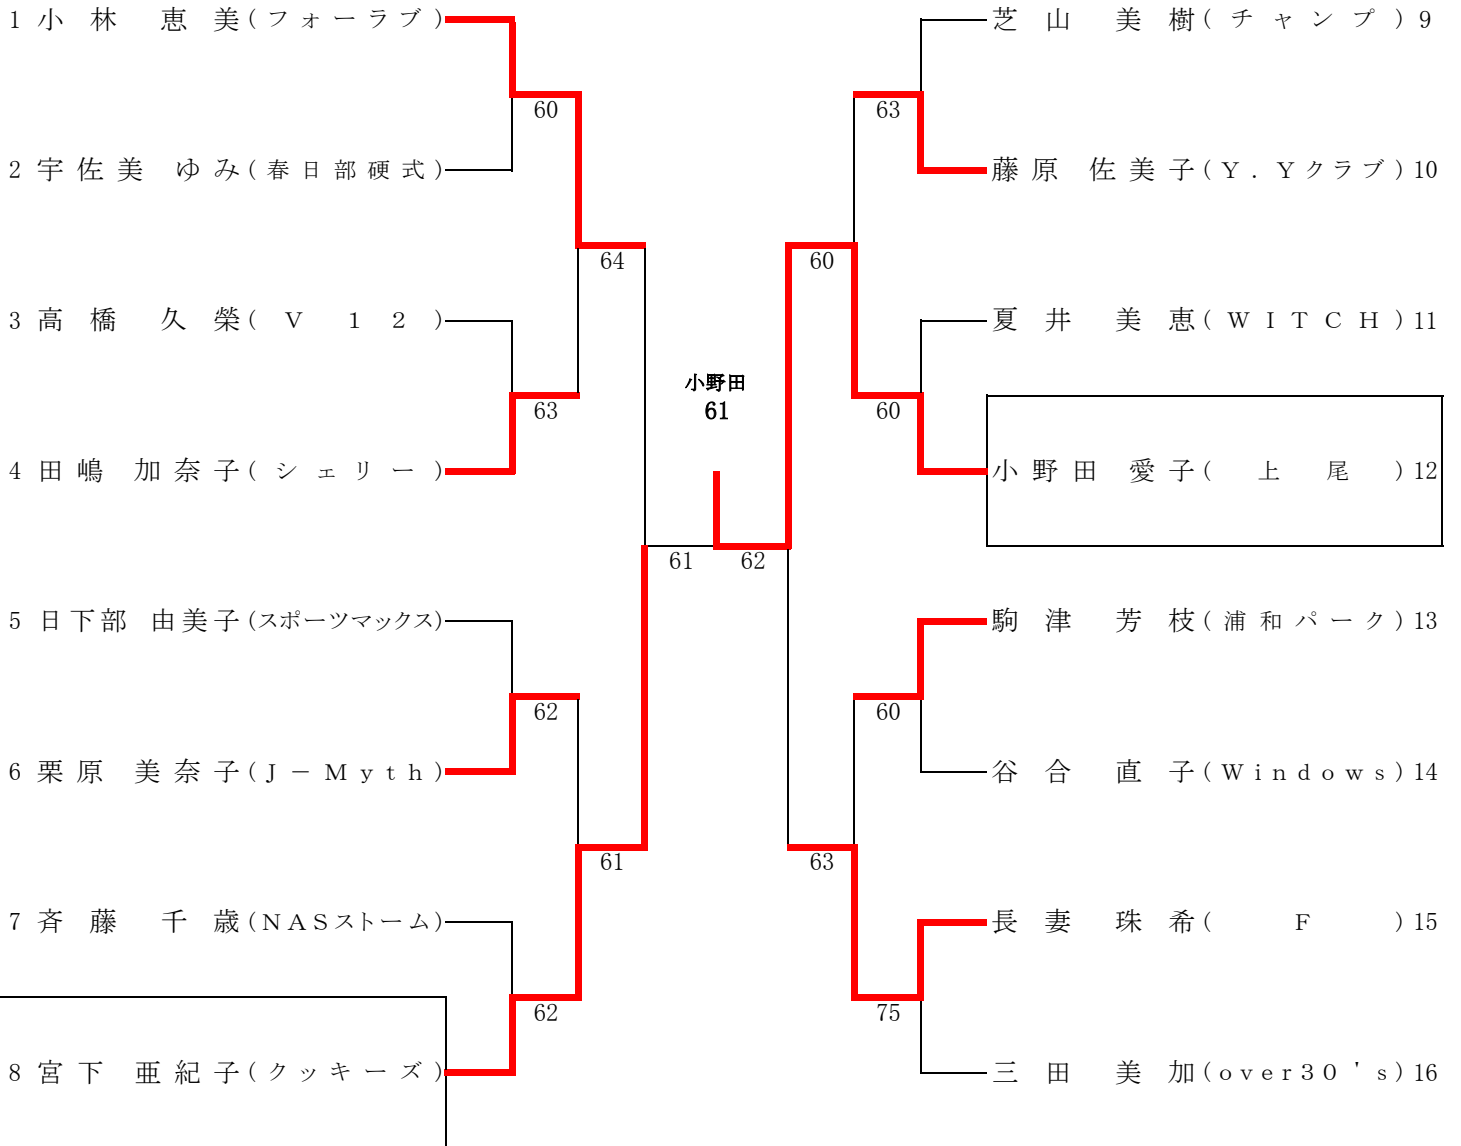 1 小林 恵美(フォーラブ)
60
2 宇佐美 ゆみ(春日部硬式)
64
3 高橋 久榮(V12)
63
4 田嶋 加奈子(シェリー)
61
5 日下部 由美子(スポーツマックス)
62
6 栗原 美奈子(J－Myth)
61
7 斉藤 千歳(NASストーム)
62
8 宮下 亜紀子(クッキーズ)
小野田
61
芝山 美樹(チャンプ)9
63
藤原 佐美子(Y.Yクラブ)10
60
夏井 美恵(WITCH)11
60
小野田 愛子(上尾)12
62
駒津 芳枝(浦和パーク)13
60
谷合 直子(Windows)14
63
長妻 珠希(F)15
75
三田 美加(over30's)16